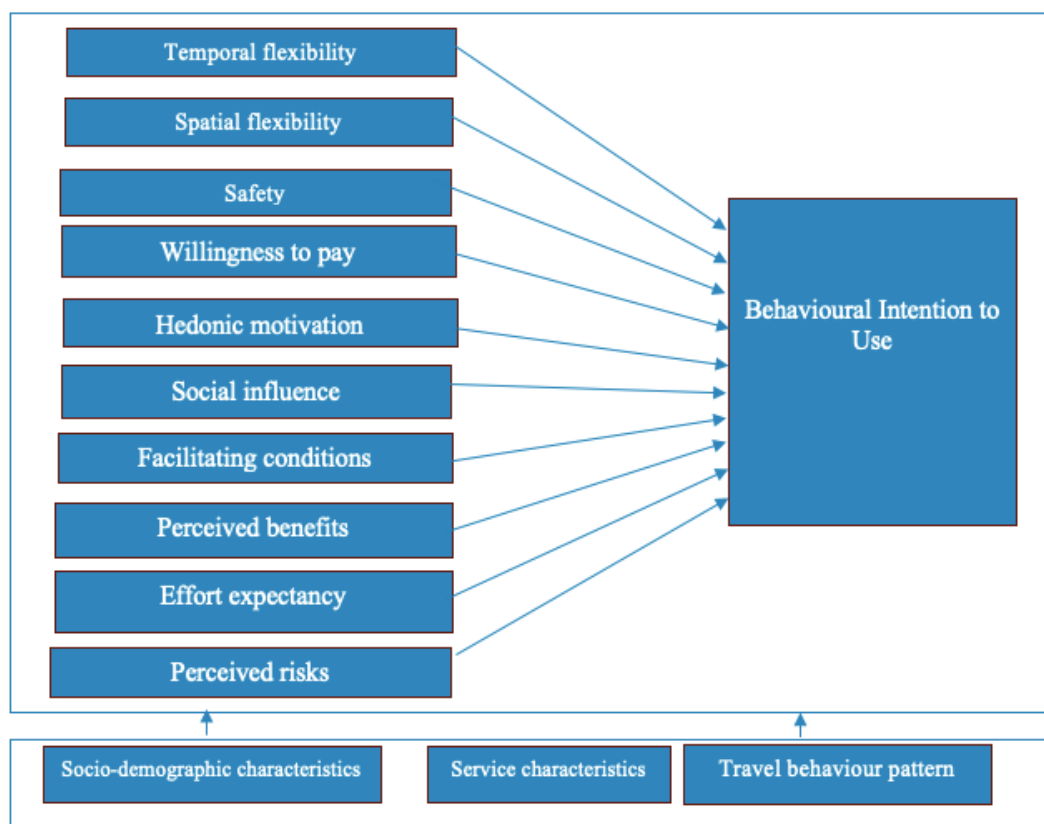 Temporal flexibility
Spatial flexibility
Safety
Willingness to pay
Hedonic motivation
Social influence
Facilitating conditions
Perceived benefits
Effort expectancy
Perceived risks
Behavioural Intention to
Use
Socio-demographic characteristics
Service characteristics
Travel behaviour pattern